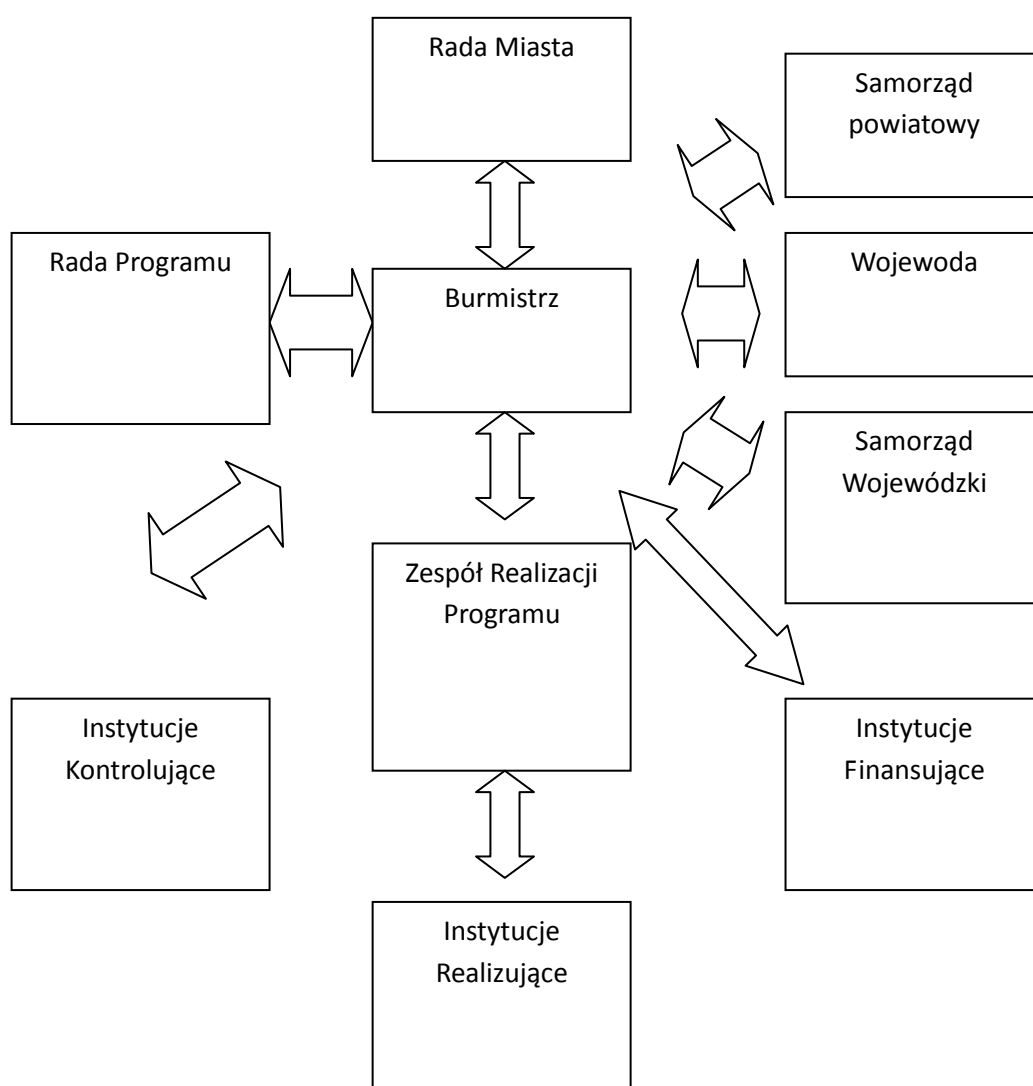 Rada Miasta
Samorząd
powiatowy
Rada Programu
Burmistrz
Wojewoda
Samorząd
Wojewódzki
Zespół Realizacji
Programu
Instytucje
Kontrolujące
Instytucje
Finansujące
Instytucje
Realizujące